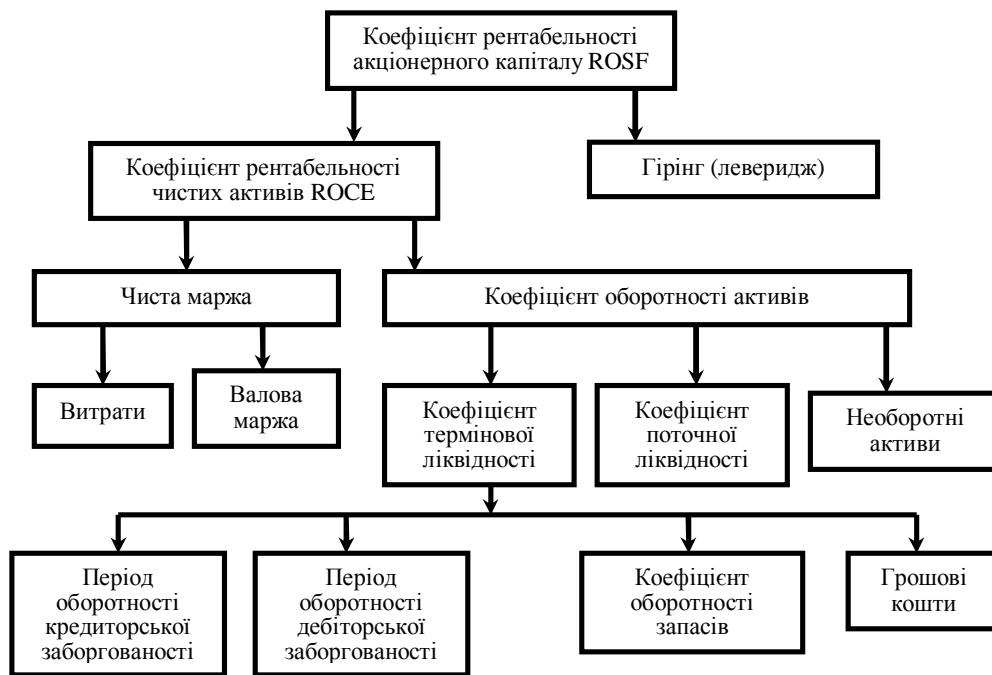 Коефіцієнт рентабельності
акціонерного капіталу ROSF
Коефіцієнт рентабельності
чистих активів ROCE
Гірінг (леверидж)
Чиста маржа
Коефіцієнт оборотності активів
Витрати
Валова
маржа
Коефіцієнт
термінової
ліквідності
Коефіцієнт
поточної
ліквідності
Необоротні
активи
Період
оборотності
кредиторської
заборгованості
Період
оборотності
дебіторської
заборгованості
Коефіцієнт
оборотності
запасів
Грошові
кошти